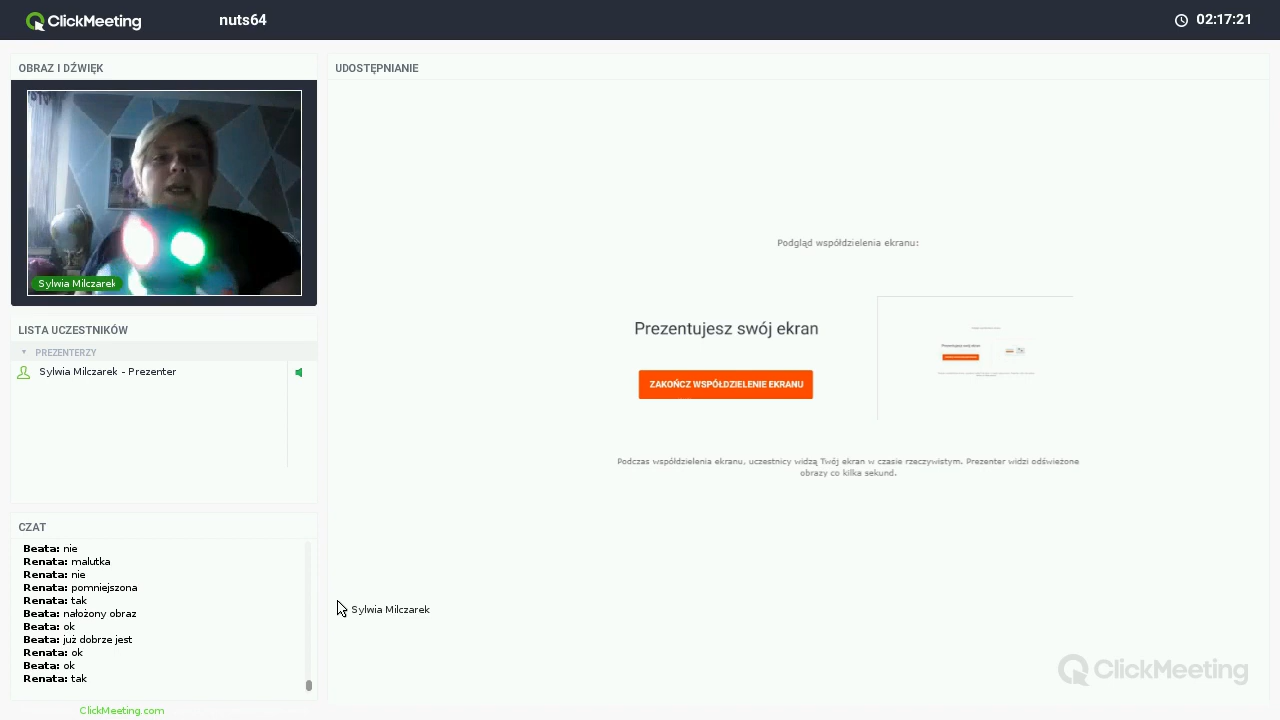 ClickMeeting
nuts64
02:17:21
OBRAZ I DŹWIĘK
Sylwia Milczarek
LISTA UCZESTNIKÓW
PREZENTERZY
Sylwia Milczarek - Prezenter
CZAT
Beata: nie
Renata: malutka
Renata: nie
Renata: pomniejszona
Renata: tak
Beata: nałożony obraz
Beata: ok
Beata: już dobrze jest
Renata: ok
Beata: ok
Renata: tak
ClickMeeting.com
UDOSTĘPNIANIE
Podgląd współdzielenia ekranu:
Prezentujesz swój ekran
ZAKOŃCZ WSPÓŁDZIELENIE EKRANU
Prezentujesz swój ekran
Podczas współdzielenia ekranu, uczestnicy widzą Twój ekran w czasie rzeczywistym. Prezenter widzi odświeżone
obrazy co kilka sekund.
Sylwia Milczarek
ClickMeeting